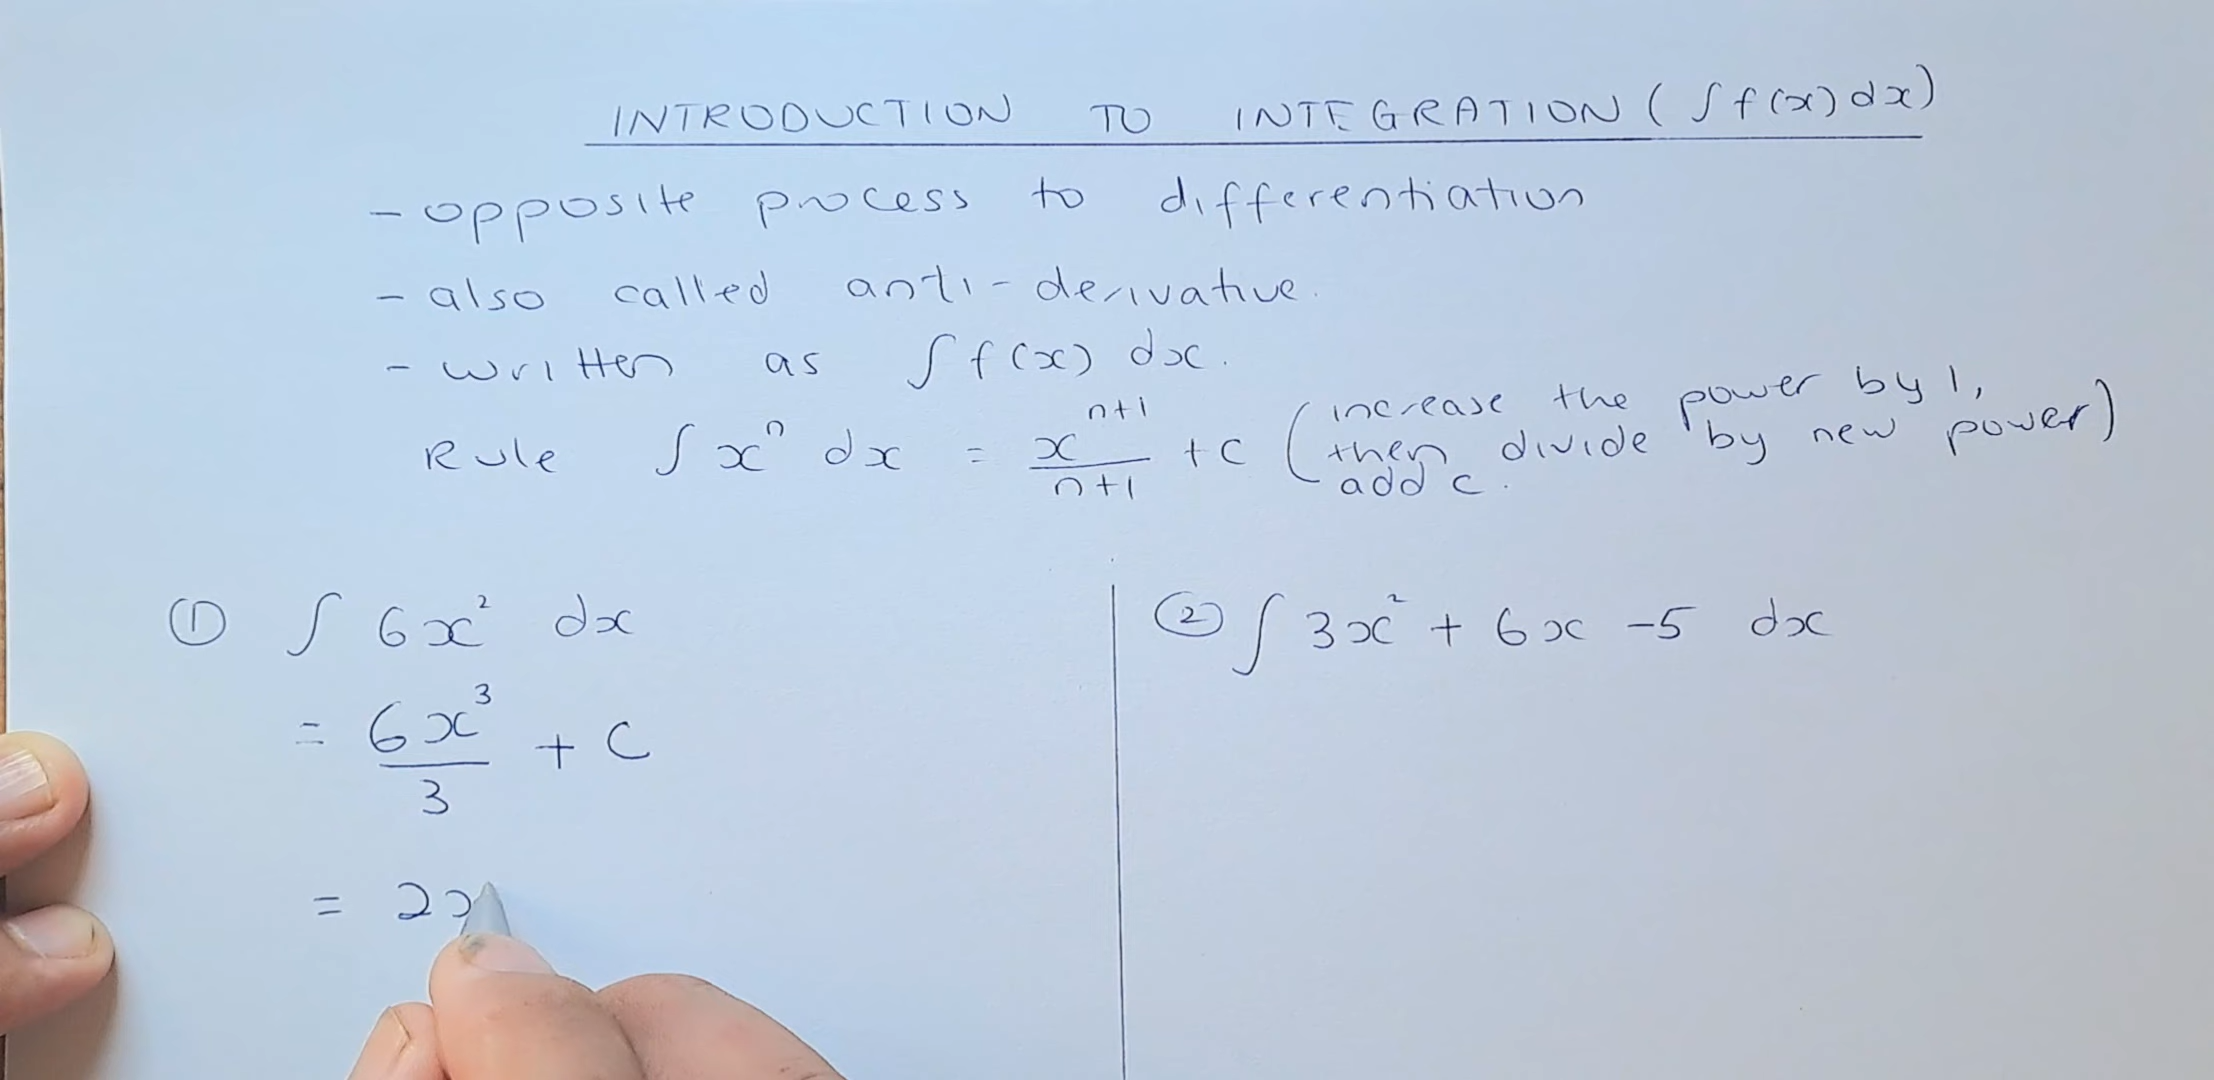 INTRODUCTION TO INTEGRATION (∫f(x)dx)
- opposite process to differentiation
- also called anti-derivative.
- written as ∫f(x) dx.
Rule ∫xⁿ dx = xⁿ⁺¹/n+1 + C (increase the power by 1,
then divide by new power)
add c.
① ∫ 6x² dx
= 6x³/3 + C
= 2x
② ∫ 3x² + 6x - 5 dx